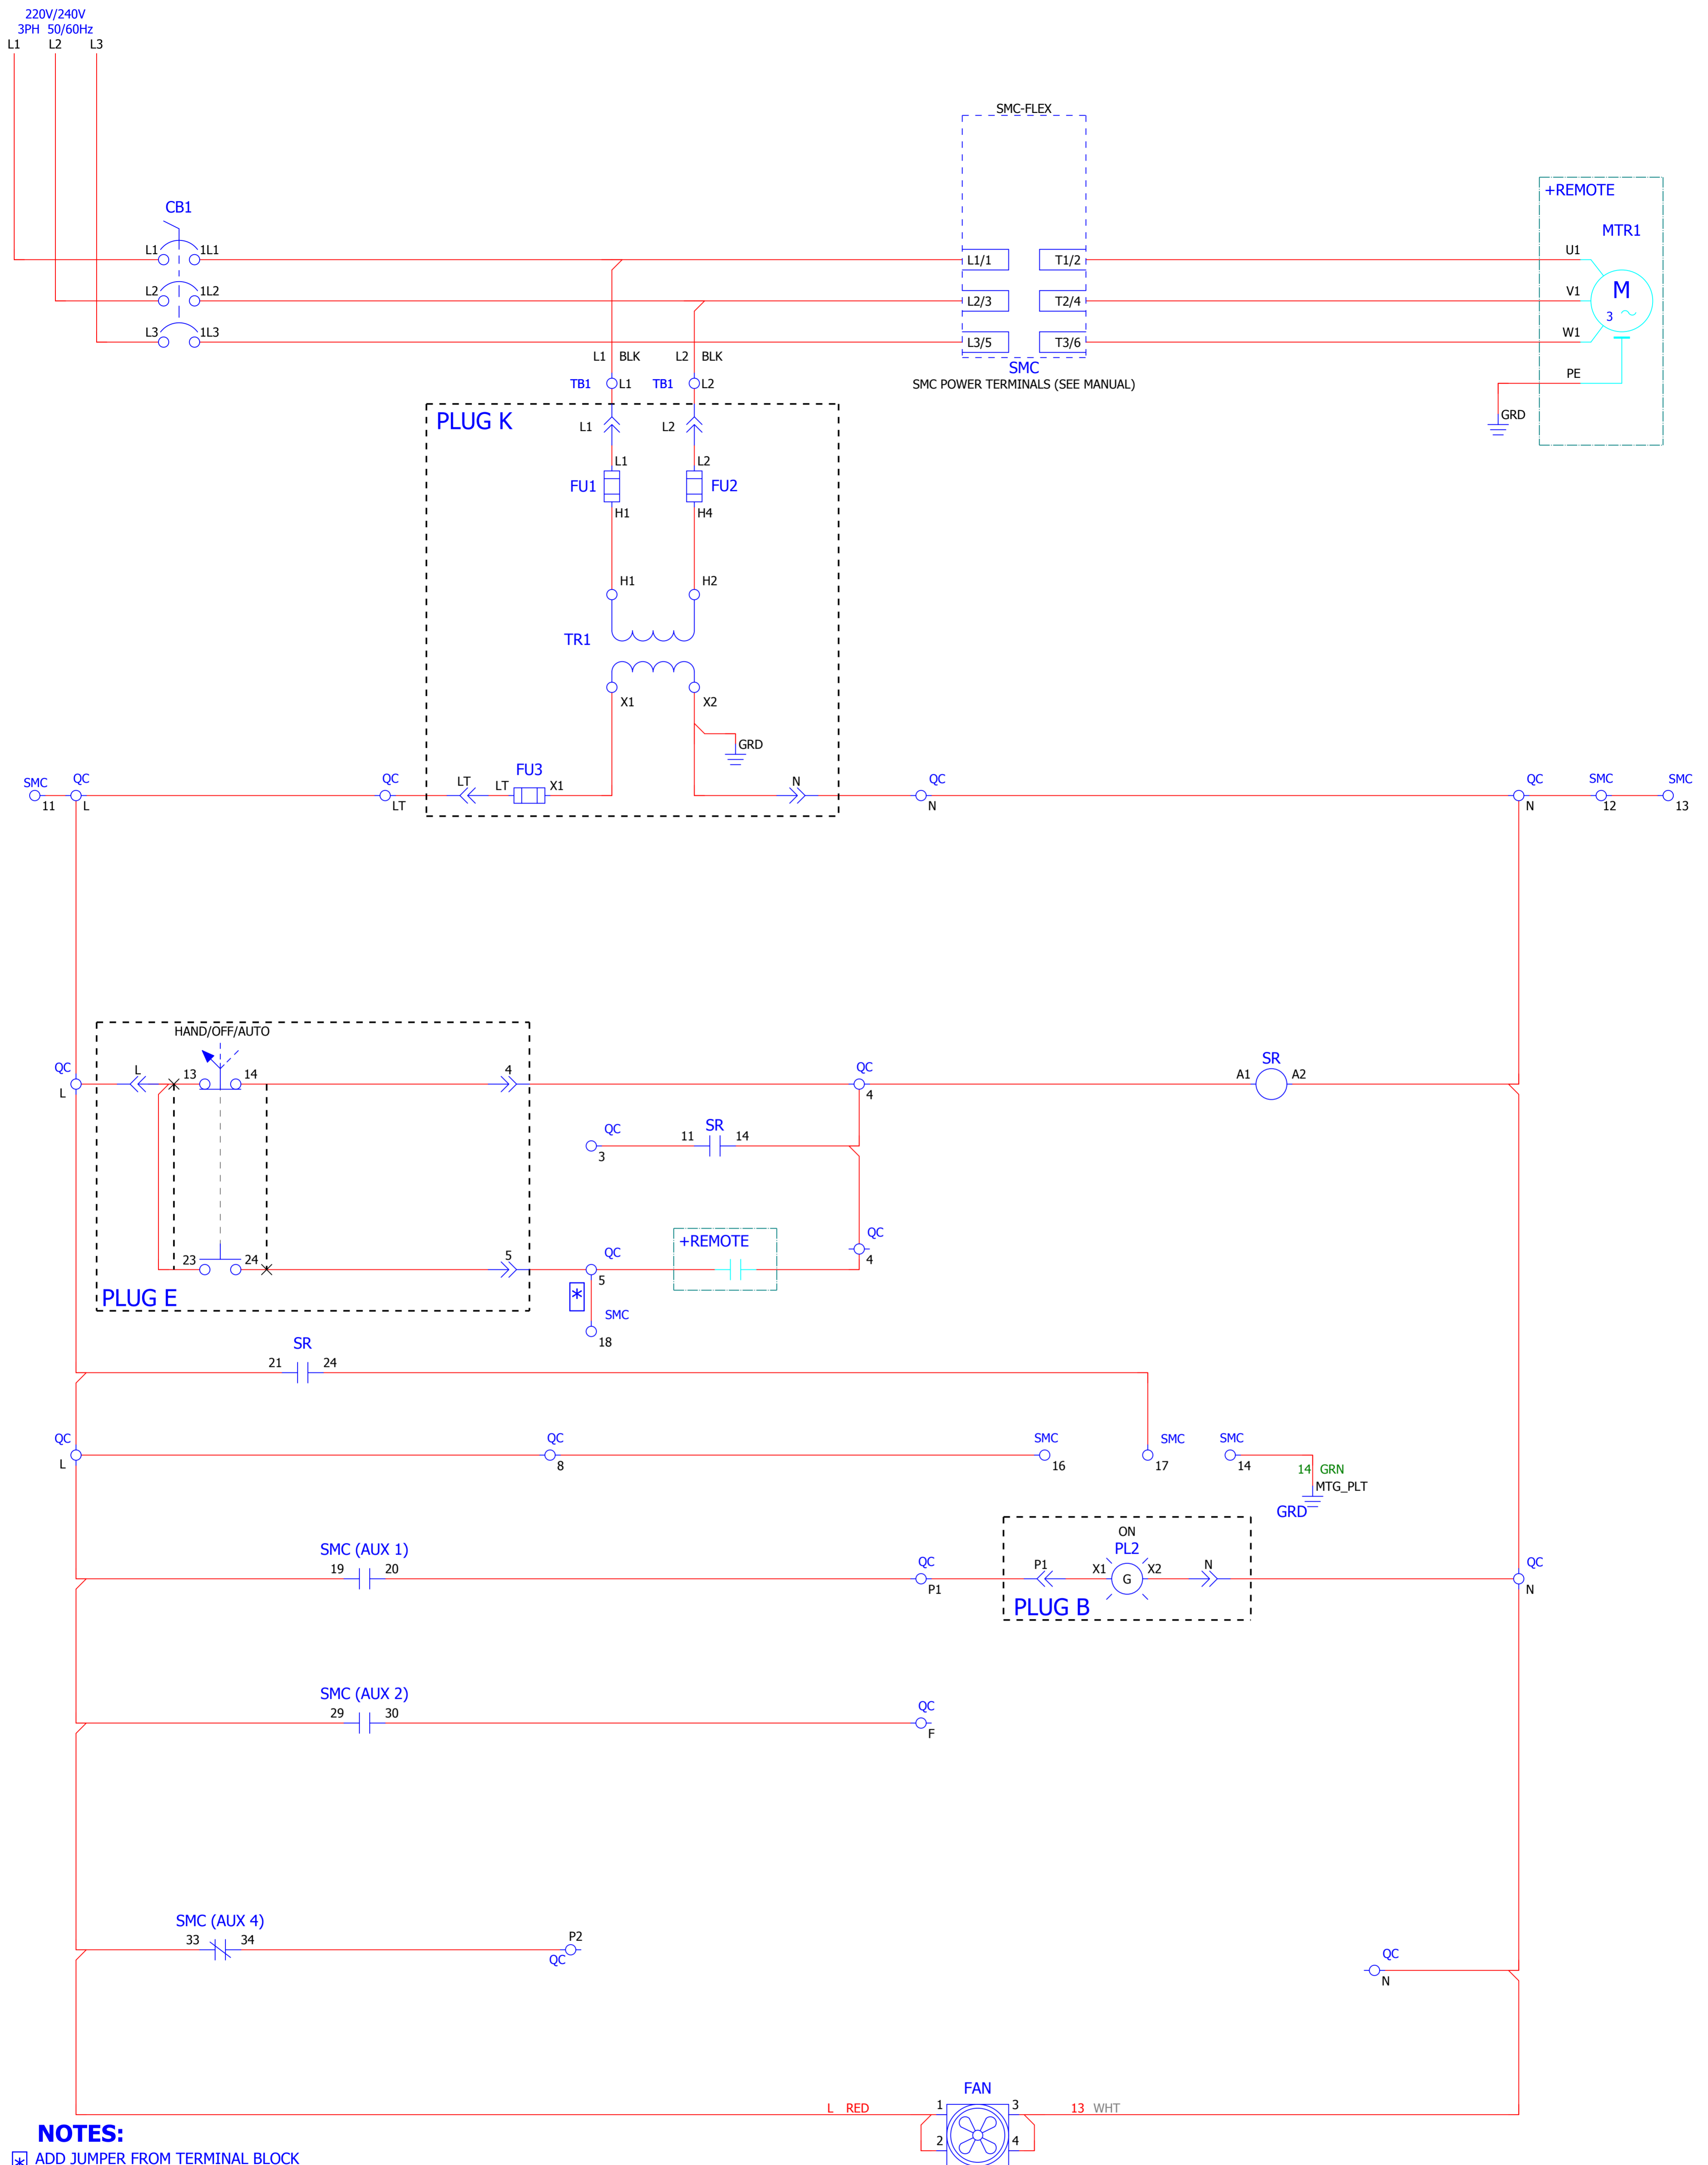 220V/240V
3PH 50/60Hz
L1 L2 L3
SMC-FLEX
+REMOTE
CB1
MTR1
L1 1L1 L1/1 T1/2 U1
L2 1L2 L2/3 T2/4 V1 M
3
L3 1L3 L3/5 T3/6 W1
L1 BLK L2 BLK
SMC
SMC POWER TERMINALS (SEE MANUAL)
PE
TB1 L1 TB1 L2
GRD
PLUG K
L1 L2
L1 L2
FU1 FU2
H1 H4
H1 H2
TR1
X1 X2
GRD
FU3
SMC QC QC LT LT X1 N QC QC SMC SMC
11 L LT N N 12 13
HAND/OFF/AUTO
QC L 13 14 4 QC SR
L 4 A1 A2
QC 11 SR 14
3
+REMOTE
QC
23 24 5 QC 4
5
PLUG E
*
SMC
18
SR
21 24
QC QC SMC SMC SMC
L 8 16 17 14
14 GRN
MTG_PLT
GRD
ON
SMC (AUX 1) PL2
19 20 QC P1 X1 G X2 N QC
P1 N
PLUG B
SMC (AUX 2)
29 30 QC
F
SMC (AUX 4)
33 34 P2
QC
QC
N
FAN
L RED 1 3 13 WHT
2 4
NOTES:
* ADD JUMPER FROM TERMINAL BLOCK